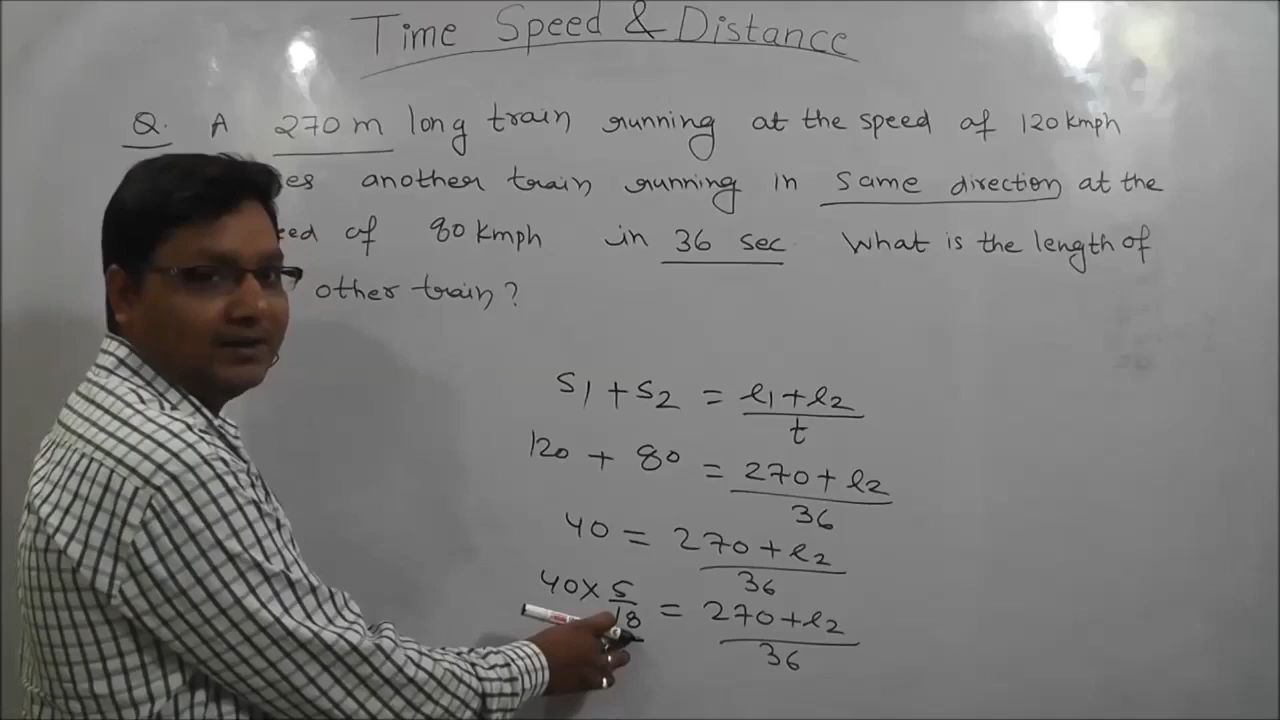 Time Speed & Distance
Q. A 270 m long train running at the speed of 120 kmph
another train running in same direction at the
of 80 kmph in 36 sec. What is the length of
other train?
S1 + S2 = l1 + l2 / t
120 + 80 = 270 + l2 / 36
40 = 270 + l2 / 36
40 × 5/18 = 270 + l2 / 36